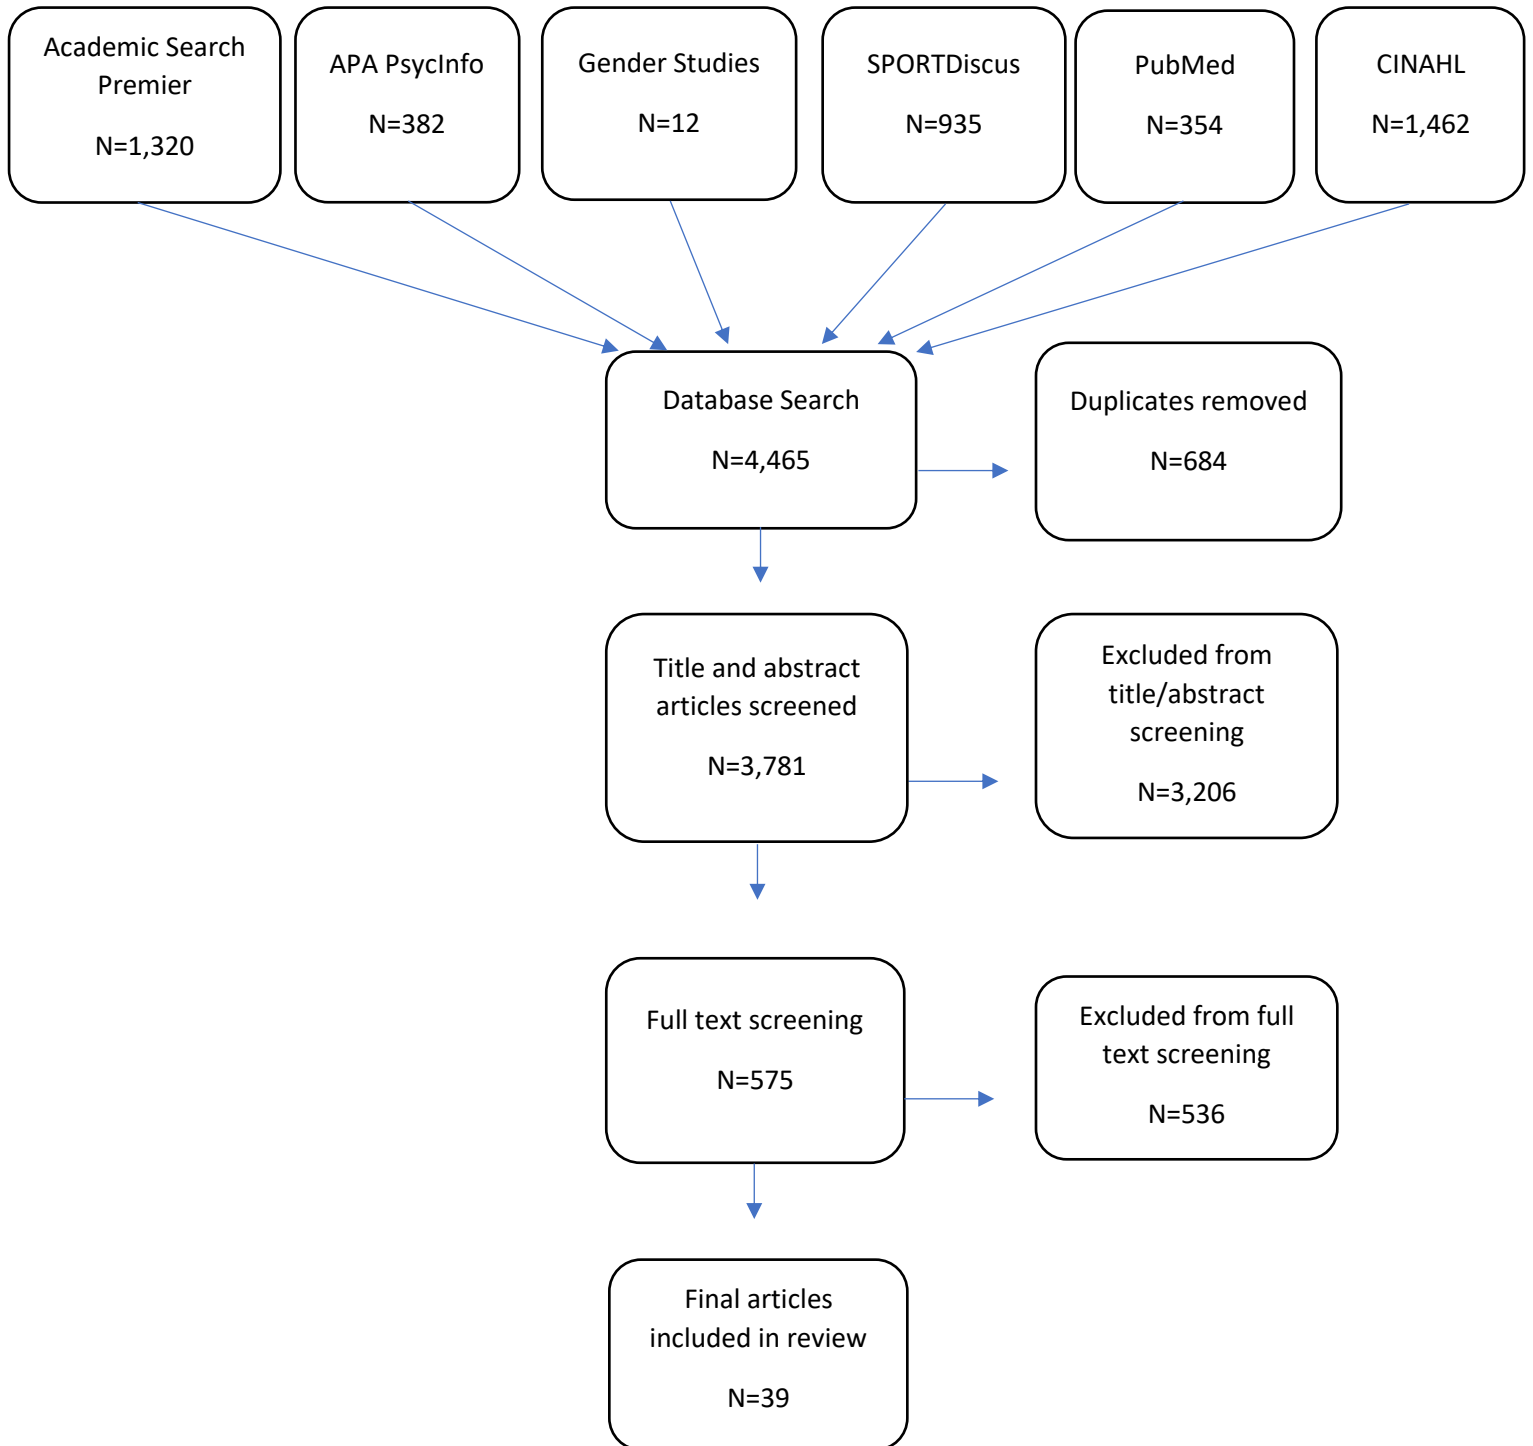 Academic Search
Premier
N=1,320
APA PsycInfo
N=382
Gender Studies
N=12
SPORTDiscus
N=935
PubMed
N=354
CINAHL
N=1,462
Database Search
N=4,465
Duplicates removed
N=684
Title and abstract
articles screened
N=3,781
Excluded from
title/abstract
screening
N=3,206
Full text screening
N=575
Excluded from full
text screening
N=536
Final articles
included in review
N=39